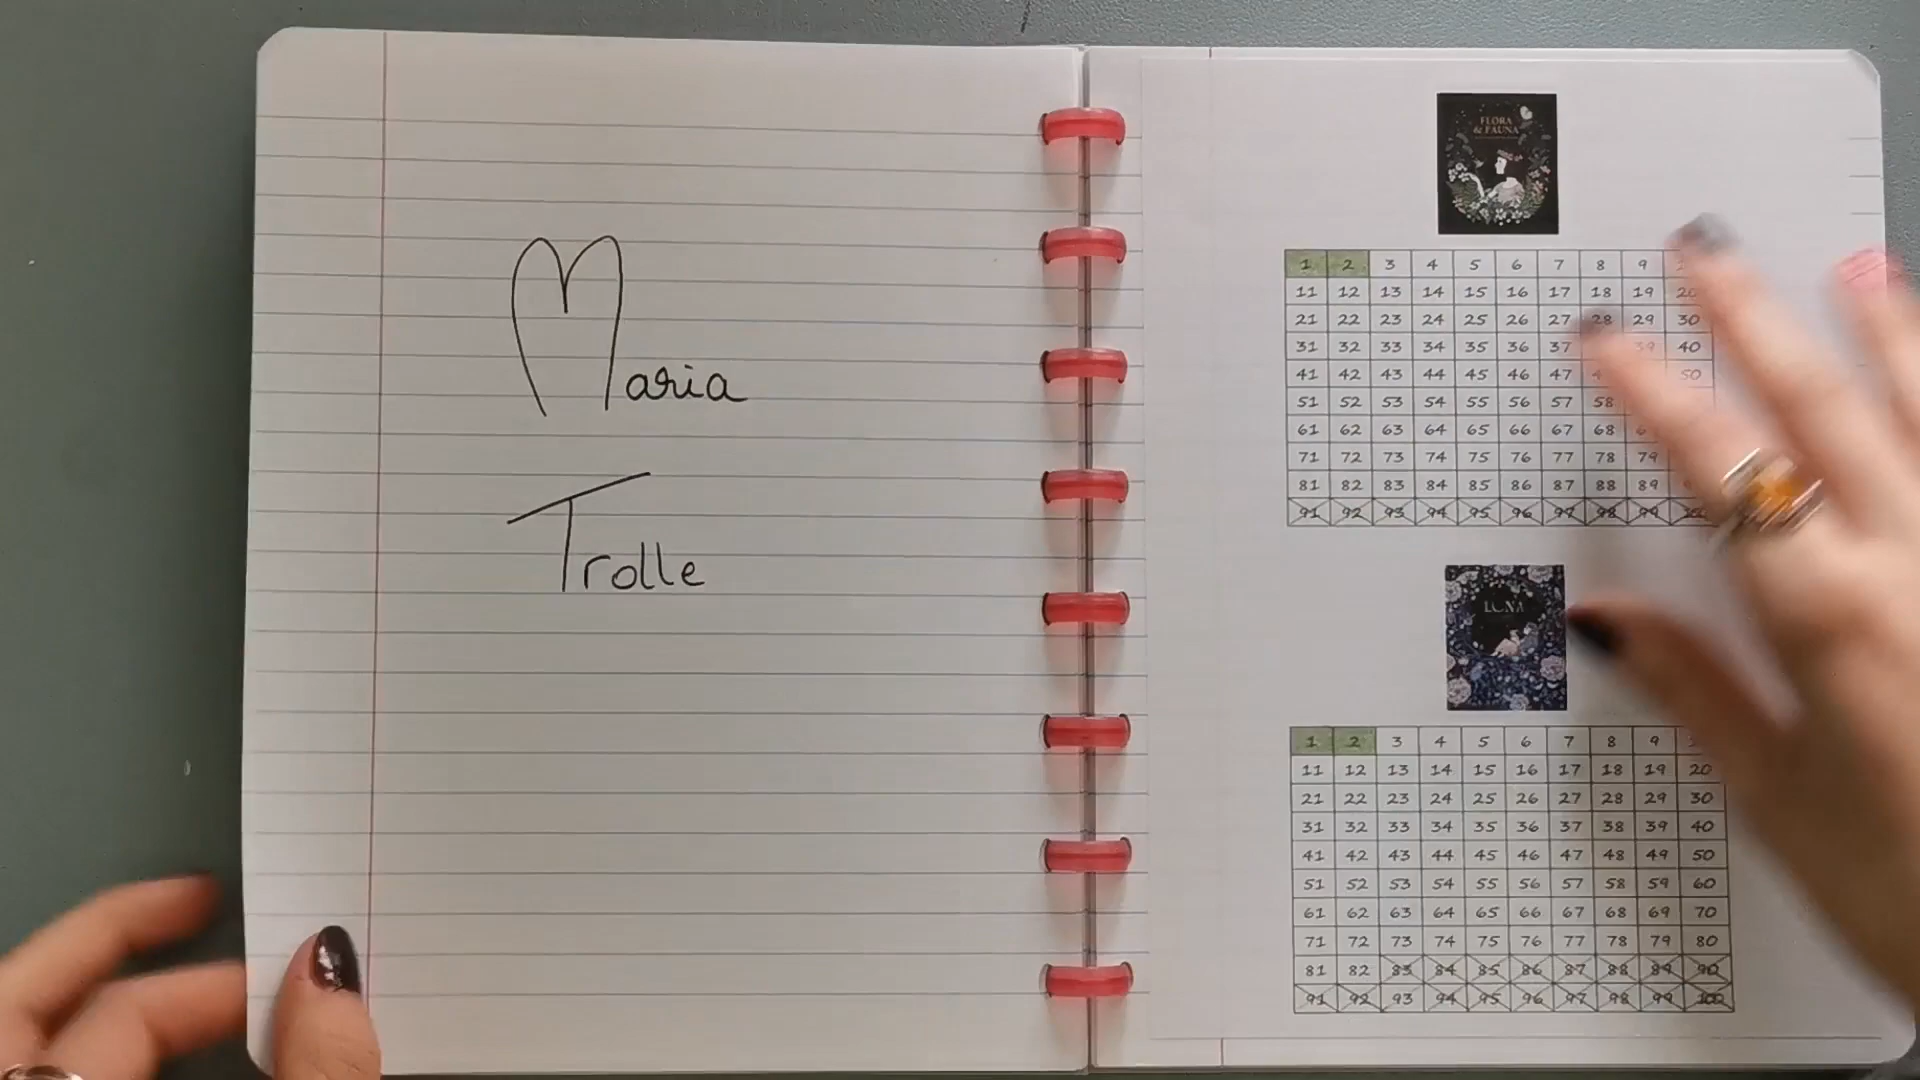 Maria
Trolle
FLORA
& FAUNA
1 2 3 4 5 6 7 8 9
11 12 13 14 15 16 17 18 19 20
21 22 23 24 25 26 27 28 29 30
31 32 33 34 35 36 37 39 40
41 42 43 44 45 46 47 50
51 52 53 54 55 56 57 58
61 62 63 64 65 66 67 68
71 72 73 74 75 76 77 78 79
81 82 83 84 85 86 87 88 89
91 92 93 94 95 96 97 98 99 100
LUNA
1 2 3 4 5 6 7 8 9
11 12 13 14 15 16 17 18 19 20
21 22 23 24 25 26 27 28 29 30
31 32 33 34 35 36 37 38 39 40
41 42 43 44 45 46 47 48 49 50
51 52 53 54 55 56 57 58 59 60
61 62 63 64 65 66 67 68 69 70
71 72 73 74 75 76 77 78 79 80
81 82 83 84 85 86 87 88 89 90
91 92 93 94 95 96 97 98 99 100